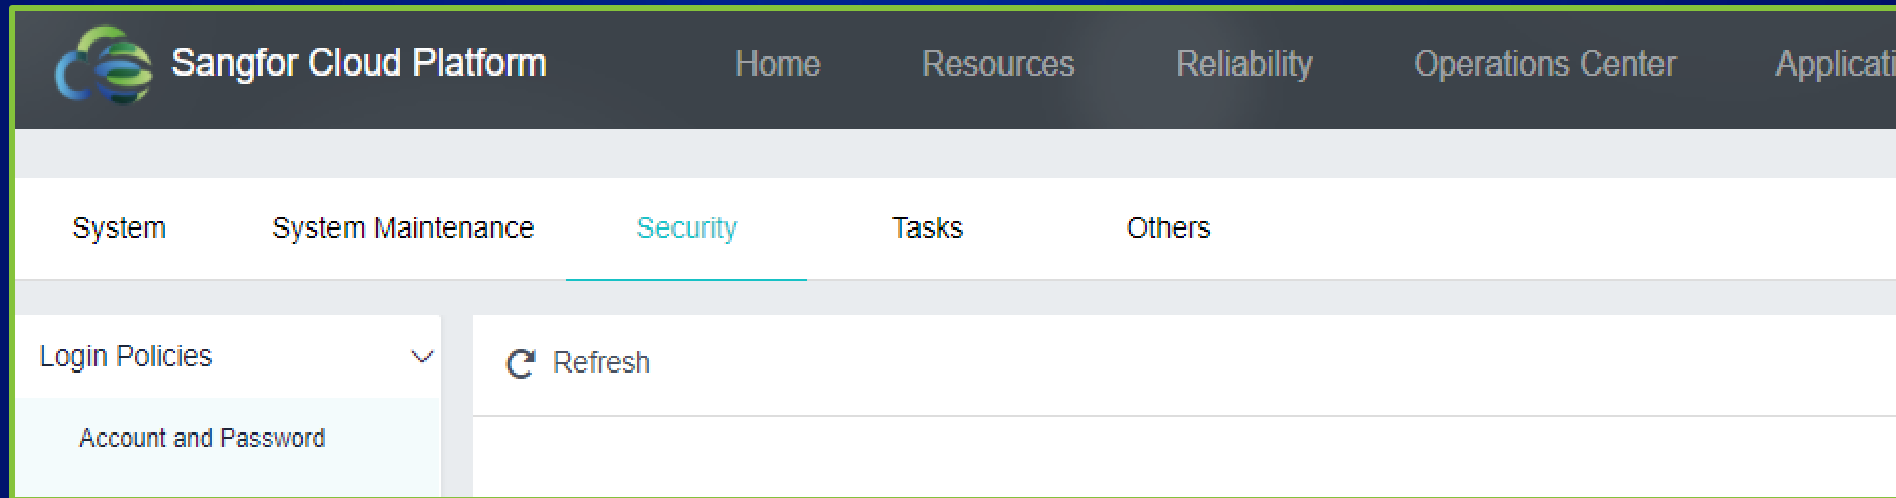 Sangfor Cloud Platform Home Resources Reliability Operations Center Applicati
System System Maintenance Security Tasks Others
Login Policies Refresh
Account and Password